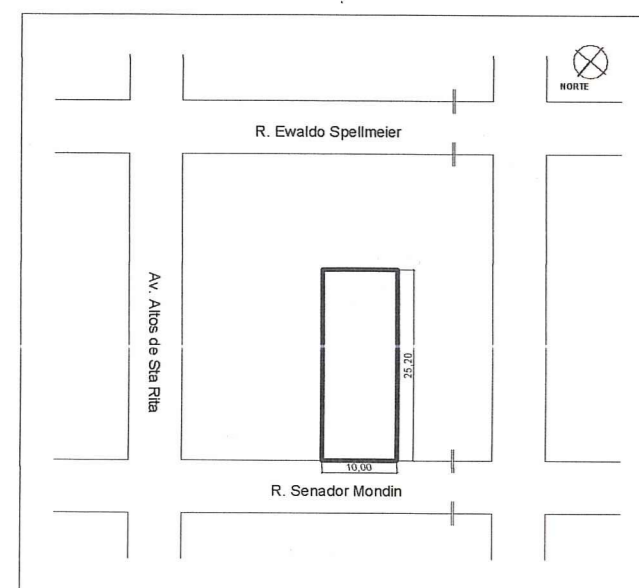 NORTE
R. Ewaldo Spellmeier
Av. Altos de Sta Rita
25,20
10,00
R. Senador Mondin